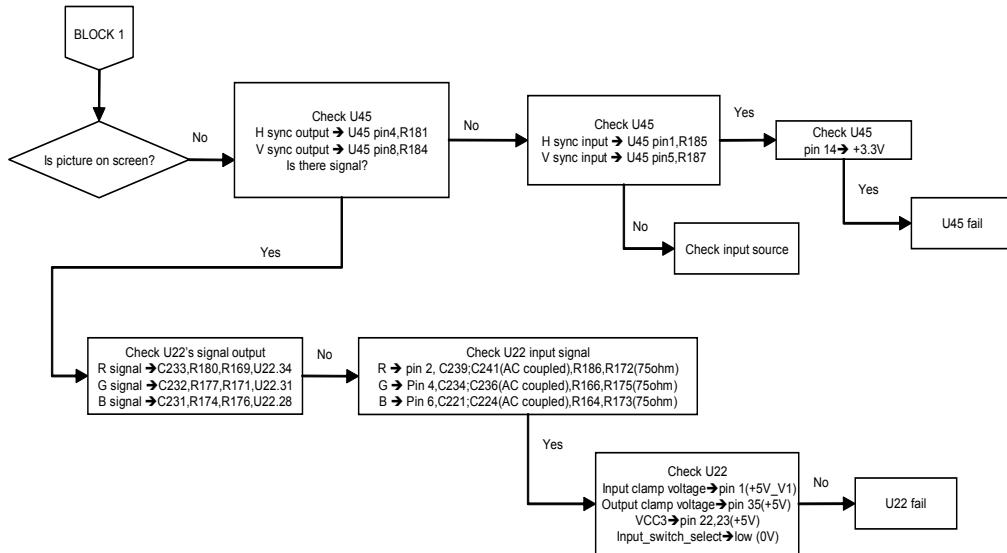 BLOCK 1
Is picture on screen?
No
Check U45
H sync output ➔ U45 pin4,R181
V sync output ➔ U45 pin8,R184
Is there signal?
No
Check U45
H sync input ➔ U45 pin1,R185
V sync input ➔ U45 pin5,R187
Yes
Check U45
pin 14➔ +3.3V
Yes
U45 fail
No
Check input source
Yes
Check U22's signal output
R signal ➔C233,R180,R169,U22.34
G signal ➔C232,R177,R171,U22.31
B signal ➔C231,R174,R176,U22.28
No
Check U22 input signal
R ➔ pin 2, C239;C241(AC coupled),R186,R172(75ohm)
G ➔ Pin 4,C234;C236(AC coupled),R166,R175(75ohm)
B ➔ Pin 6,C221;C224(AC coupled),R164,R173(75ohm)
Yes
Check U22
Input clamp voltage➔pin 1(+5V_V1)
Output clamp voltage➔ pin 35(+5V)
VCC3➔pin 22,23(+5V)
Input_switch_select➔low (0V)
No
U22 fail